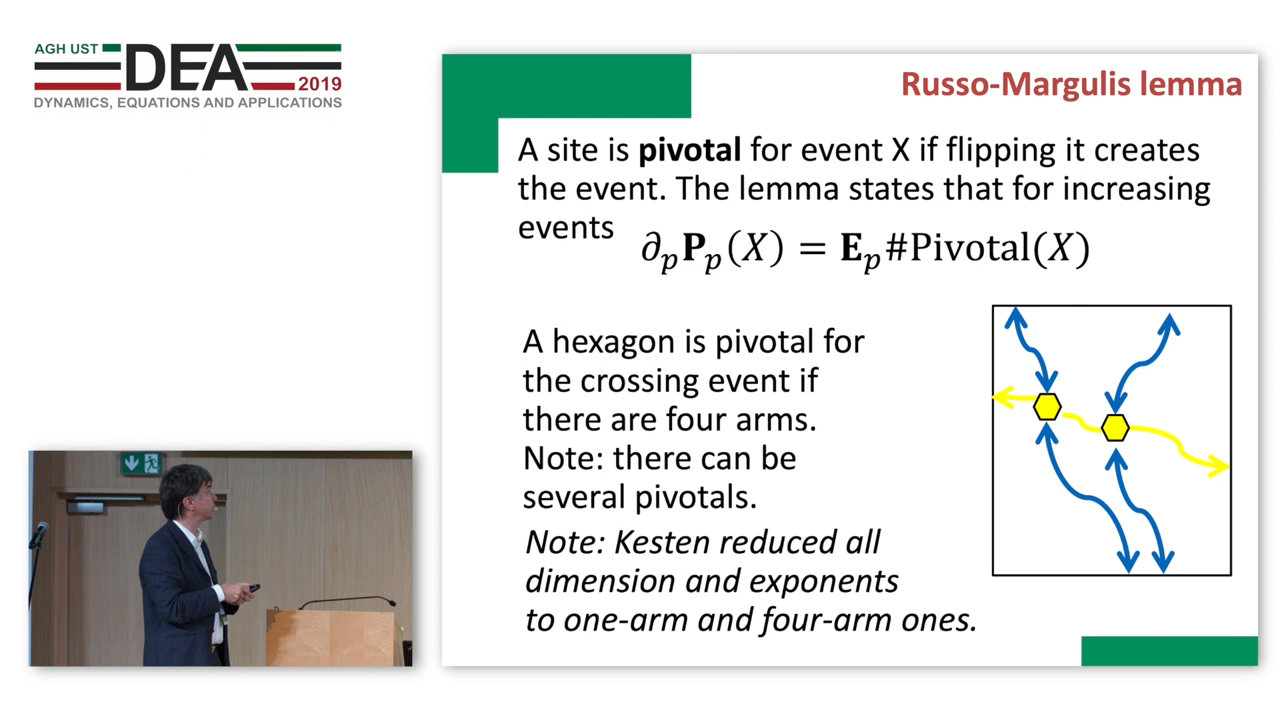 AGH UST
DEA
2019
DYNAMICS, EQUATIONS AND APPLICATIONS
Russo-Margulis lemma
A site is pivotal for event X if flipping it creates
the event. The lemma states that for increasing
events
∂ₚ𝐏ₚ(𝑋) = 𝐄ₚ#Pivotal(𝑋)
A hexagon is pivotal for
the crossing event if
there are four arms.
Note: there can be
several pivotals.
Note: Kesten reduced all
dimension and exponents
to one-arm and four-arm ones.